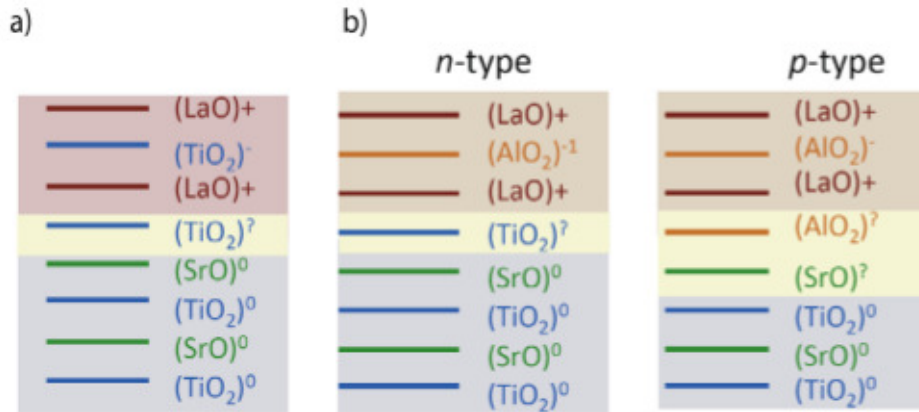 a)
(LaO)+
(TiO₂)⁻
(LaO)+
(TiO₂)^?
(SrO)⁰
(TiO₂)⁰
(SrO)⁰
(TiO₂)⁰
b)
n-type
(LaO)+
(AlO₂)⁻¹
(LaO)+
(TiO₂)^?
(SrO)⁰
(TiO₂)⁰
(SrO)⁰
(TiO₂)⁰
p-type
(LaO)+
(AlO₂)⁻
(LaO)+
(AlO₂)^?
(SrO)^?
(TiO₂)⁰
(SrO)⁰
(TiO₂)⁰